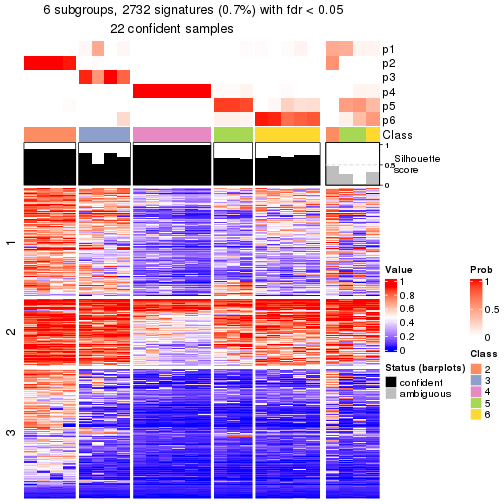 6 subgroups, 2732 signatures (0.7%) with fdr < 0.05
22 confident samples
p1
p2
p3
p4
p5
p6
Class
1
0.5
0
Silhouette
score
1
2
3
Value
1
0.8
0.6
0.4
0.2
0
Status (barplots)
confident
ambiguous
Prob
1
0.5
0
Class
2
3
4
5
6